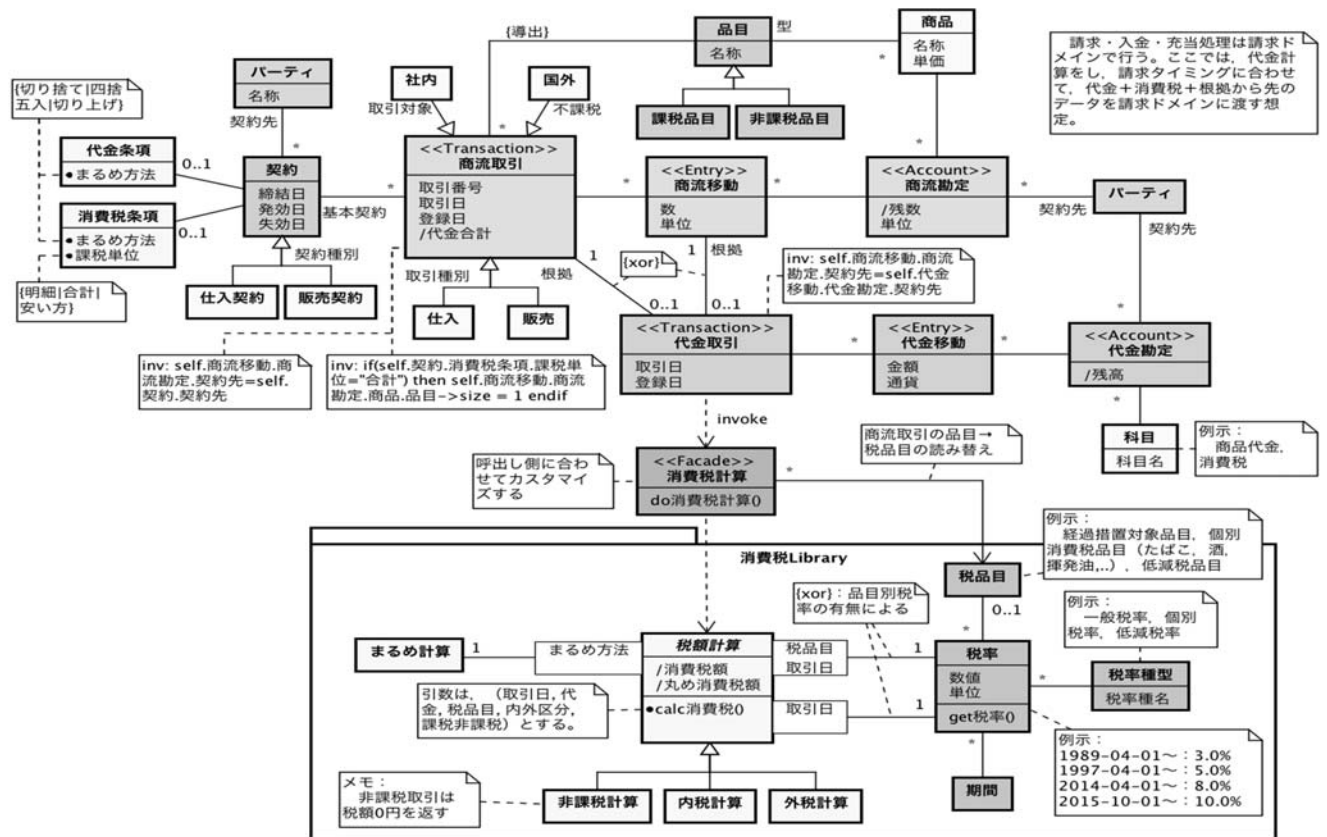 {導出}
品目
名称
型
商品
名称
単価
*
*
請求・入金・充当処理は請求ド
メインで行う。ここでは，代金計
算をし，請求タイミングに合わせ
て，代金＋消費税＋根拠から先の
データを請求ドメインに渡す想
定。
{切り捨て|四捨
五入|切り上げ}
パーティ
名称
契約先
*
社内
取引対象
国外
不課税
*
課税品目
非課税品目
代金条項
●まるめ方法
0..1
消費税条項
●まるめ方法
●課税単位
0..1
{明細|合計|
安い方}
契約
締結日
発効日
失効日
基本契約
*
契約種別
仕入契約
販売契約
<<Transaction>>
商流取引
取引番号
取引日
登録日
/代金合計
取引種別
仕入
販売
*
<<Entry>>
商流移動
数
単位
*
*
<<Account>>
商流勘定
/残数
単位
*
契約先
パーティ
契約先
*
1
根拠
{xor}
1
根拠
0..1
0..1
inv: self.商流移動.商流
勘定.契約先=self.代金
移動.代金勘定.契約先
inv: self.商流移動.商
流勘定.契約先=self.
契約.契約先
inv: if(self.契約.消費税条項.課税単
位="合計") then self.商流移動.商流
勘定.商品.品目->size = 1 endif
<<Transaction>>
代金取引
取引日
登録日
*
<<Entry>>
代金移動
金額
通貨
*
<<Account>>
代金勘定
/残高
*
科目
科目名
例示：
商品代金，
消費税
invoke
呼出し側に合わ
せてカスタマイ
ズする
<<Facade>>
消費税計算
do消費税計算()
*
商流取引の品目→
税品目の読み替え
消費税Library
例示：
経過措置対象品目，個別
消費税品目（たばこ，酒，
揮発油,..），低減税品目
税品目
0..1
*
{xor}：品目別税
率の有無による
例示：
一般税率，個別
税率，低減税率
まるめ計算
1
まるめ方法
税額計算
/消費税額
/丸め消費税額
●calc消費税()
税品目
取引日
1
取引日
1
税率
数値
単位
get税率()
*
*
税率種型
税率種名
引数は，（取引日，代
金，税品目，内外区分，
課税非課税）とする。
期間
例示：
1989-04-01〜：3.0%
1997-04-01〜：5.0%
2014-04-01〜：8.0%
2015-10-01〜：10.0%
メモ：
非課税取引は
税額0円を返す
非課税計算
内税計算
外税計算